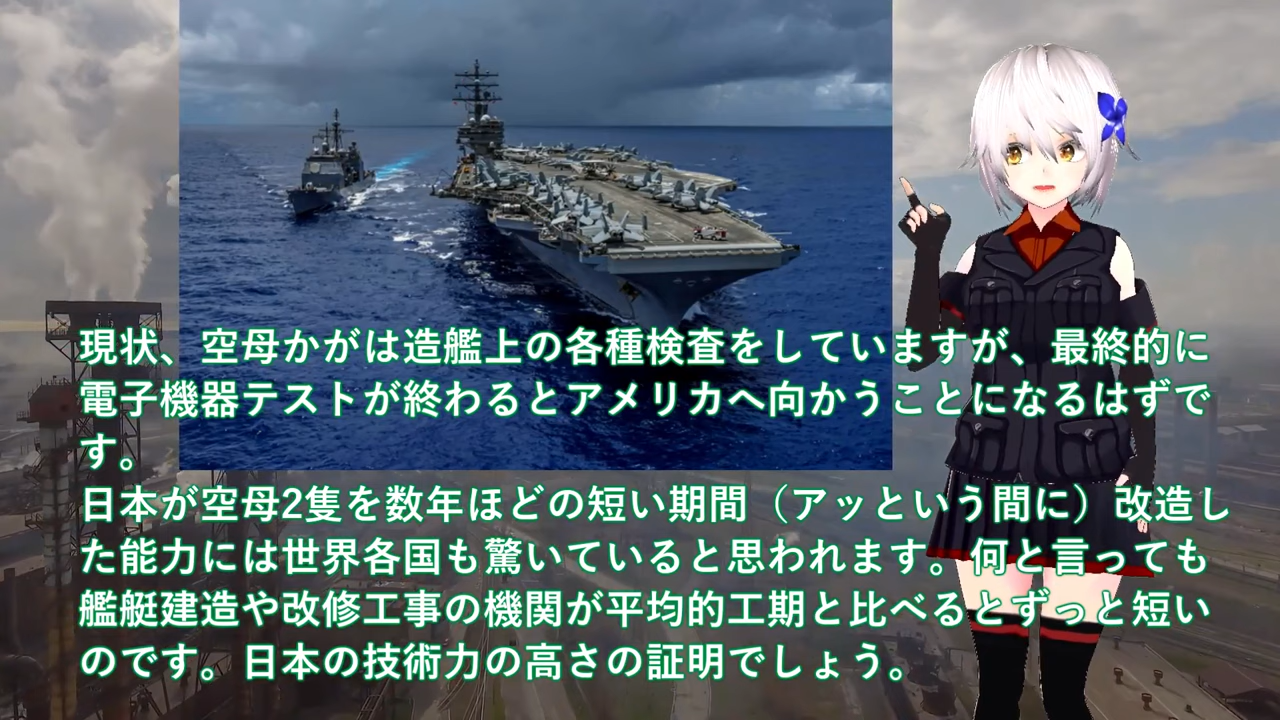 現状、空母かがは造艦上の各種検査をしていますが、最終的に
電子機器テストが終わるとアメリカへ向かうことになるはずで
す。
日本が空母2隻を数年ほどの短い期間（アッという間に）改造し
た能力には世界各国も驚いていると思われます。何と言っても
艦艇建造や改修工事の機関が平均的工期と比べるとずっと短い
のです。日本の技術力の高さの証明でしょう。